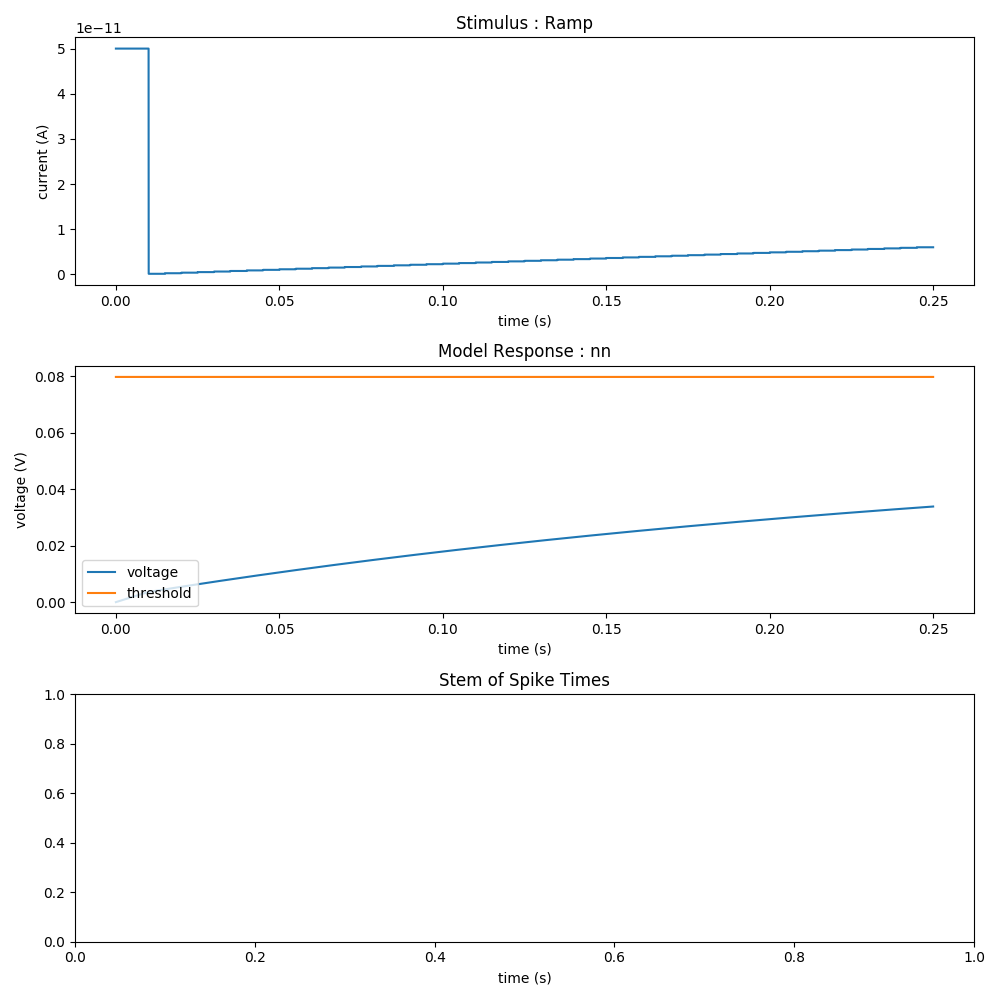 Stimulus : Ramp
1e−11
5
4
3
2
1
0
current (A)
0.00 0.05 0.10 0.15 0.20 0.25
time (s)
Model Response : nn
0.08
0.06
0.04
0.02
0.00
voltage (V)
voltage
threshold
0.00 0.05 0.10 0.15 0.20 0.25
time (s)
Stem of Spike Times
1.0
0.8
0.6
0.4
0.2
0.0
0.0 0.2 0.4 0.6 0.8 1.0
time (s)